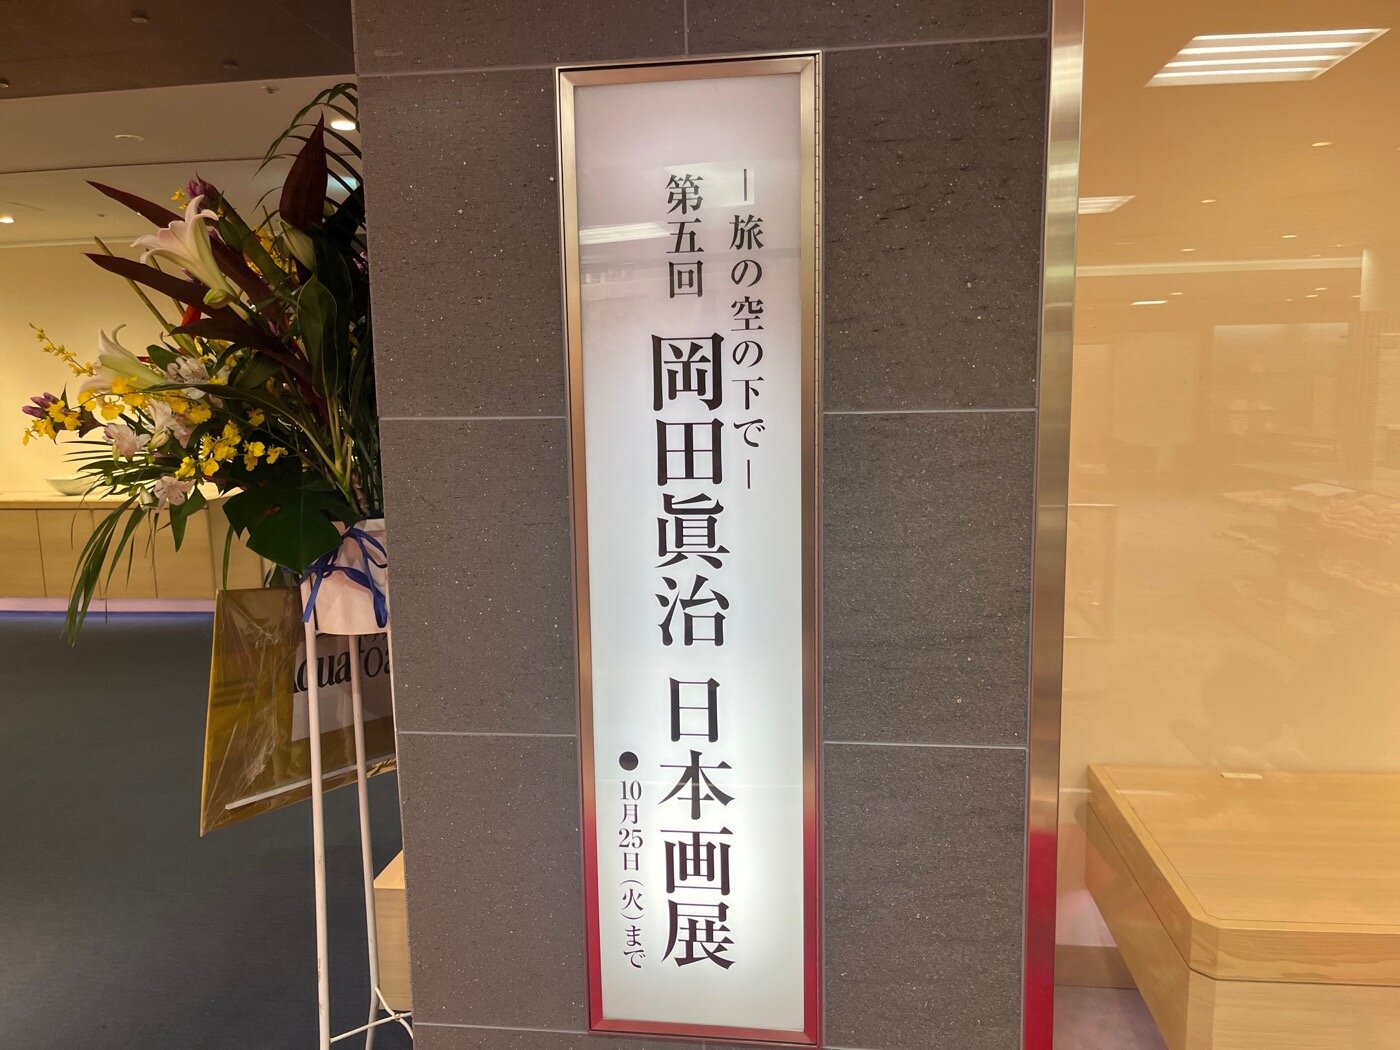 ―旅の空の下で―
第五回 岡田眞治 日本画展
●10月25日（火）まで